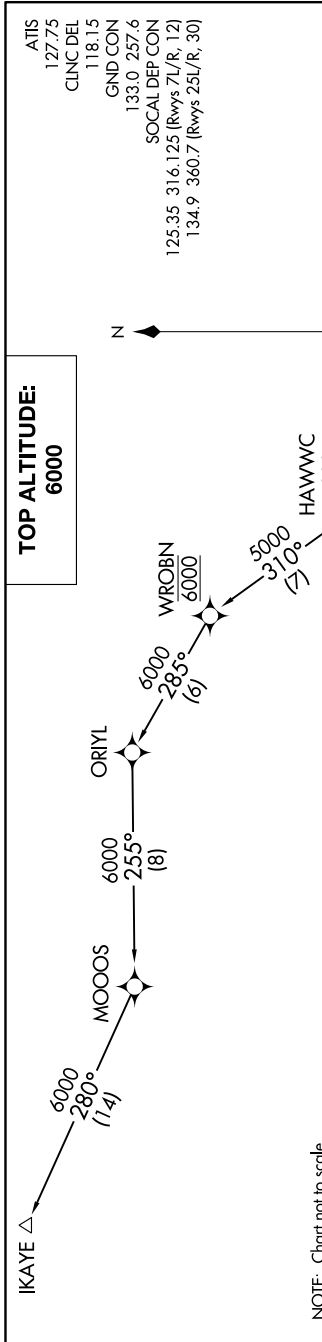 ATIS
127.75
CLNC DEL
118.15
GND CON
133.0 257.6
SOCAL DEP CON
125.35 316.125 (Rwys 7L/R, 12)
134.9 360.7 (Rwys 25L/R, 30)
TOP ALTITUDE:
6000
N
HAWWC
5000
310°
(7)
WROBN
6000
6000
285°
(6)
ORIYL
6000
255°
(8)
MOOOS
6000
280°
(14)
IKAYE
NOTE: Chart not to scale